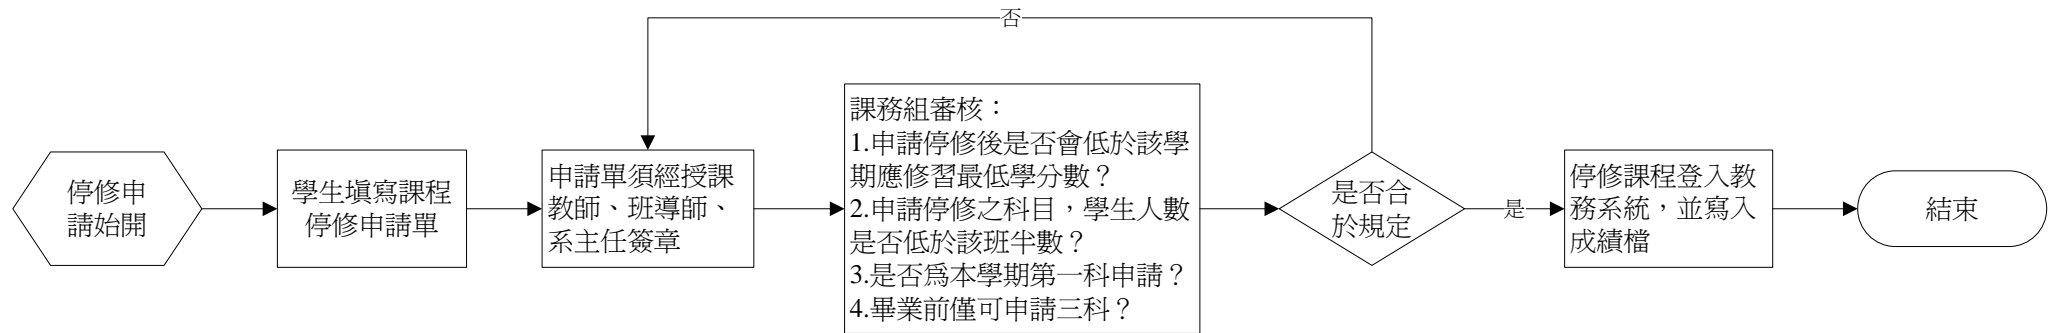 否
停修申
請始開
學生填寫課程
停修申請單
申請單須經授課
教師、班導師、
系主任簽章
課務組審核：
1.申請停修後是否會低於該學
期應修習最低學分數？
2.申請停修之科目，學生人數
是否低於該班半數？
3.是否為本學期第一科申請？
4.畢業前僅可申請三科？
是否合
於規定
是
停修課程登入教
務系統，並寫入
成績檔
結束